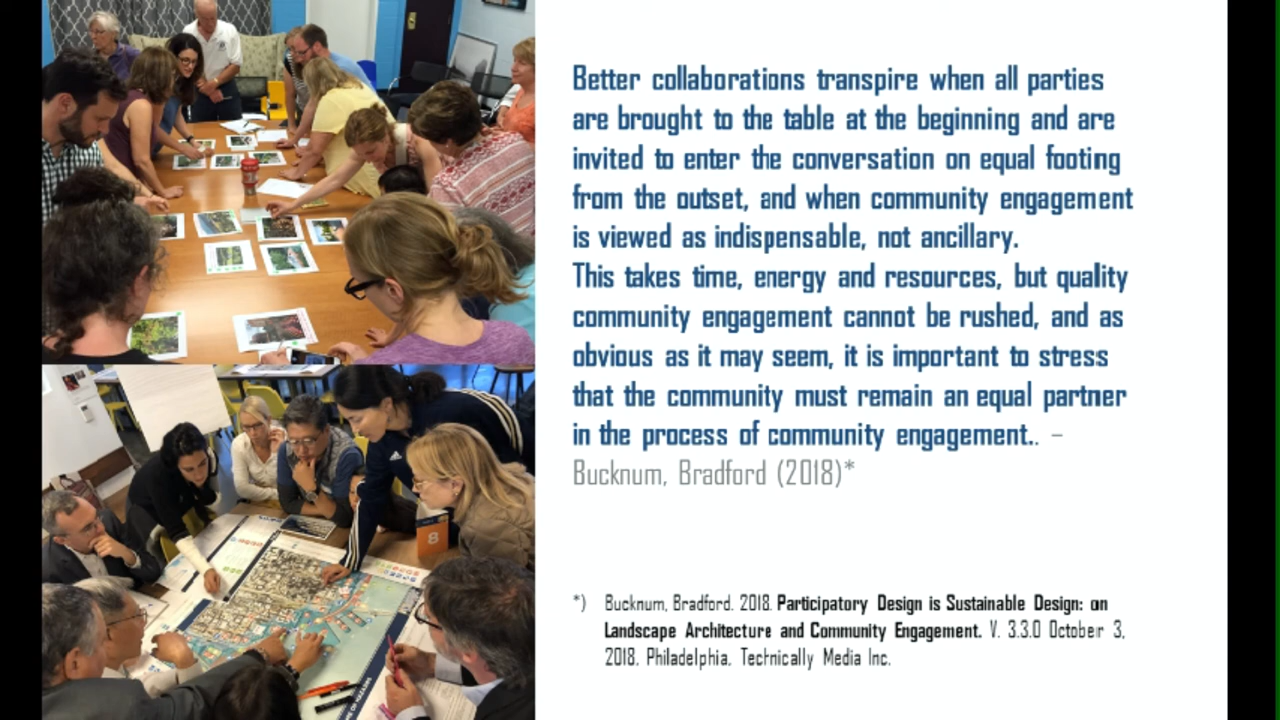 Better collaborations transpire when all parties
are brought to the table at the beginning and are
invited to enter the conversation on equal footing
from the outset, and when community engagement
is viewed as indispensable, not ancillary.
This takes time, energy and resources, but quality
community engagement cannot be rushed, and as
obvious as it may seem, it is important to stress
that the community must remain an equal partner
in the process of community engagement.. –
Bucknum, Bradford (2018)*
*) Bucknum, Bradford. 2018. Participatory Design is Sustainable Design: on
Landscape Architecture and Community Engagement. V. 3.3.0 October 3,
2018, Philadelphia, Technically Media Inc.
8